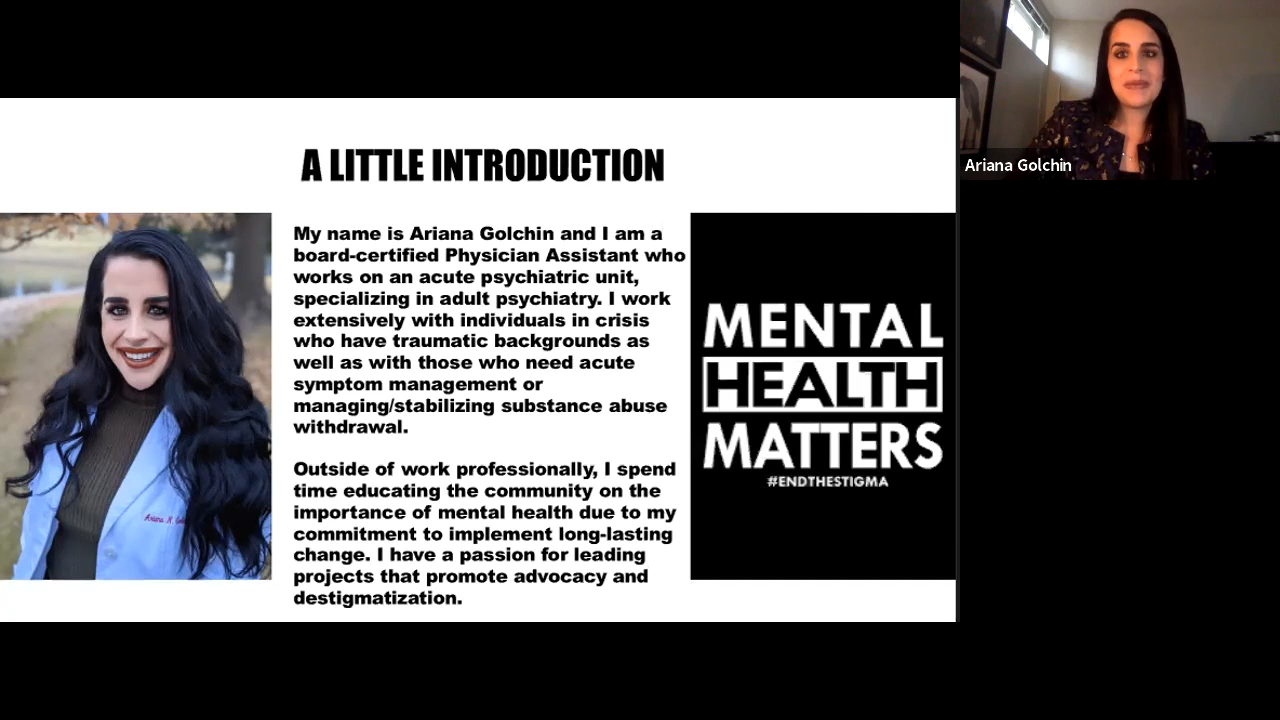 Ariana Golchin
A LITTLE INTRODUCTION
My name is Ariana Golchin and I am a
board-certified Physician Assistant who
works on an acute psychiatric unit,
specializing in adult psychiatry. I work
extensively with individuals in crisis
who have traumatic backgrounds as
well as with those who need acute
symptom management or
managing/stabilizing substance abuse
withdrawal.
Outside of work professionally, I spend
time educating the community on the
importance of mental health due to my
commitment to implement long-lasting
change. I have a passion for leading
projects that promote advocacy and
destigmatization.
MENTAL
HEALTH
MATTERS
#ENDTHESTIGMA
Ariana N.